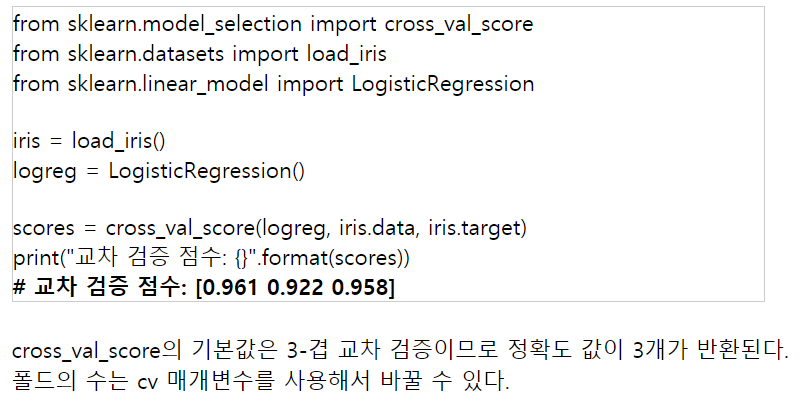 from sklearn.model_selection import cross_val_score
from sklearn.datasets import load_iris
from sklearn.linear_model import LogisticRegression
iris = load_iris()
logreg = LogisticRegression()
scores = cross_val_score(logreg, iris.data, iris.target)
print("교차 검증 점수: {}".format(scores))
# 교차 검증 점수: [0.961 0.922 0.958]
cross_val_score의 기본값은 3-겹 교차 검증이므로 정확도 값이 3개가 반환된다.
폴드의 수는 cv 매개변수를 사용해서 바꿀 수 있다.